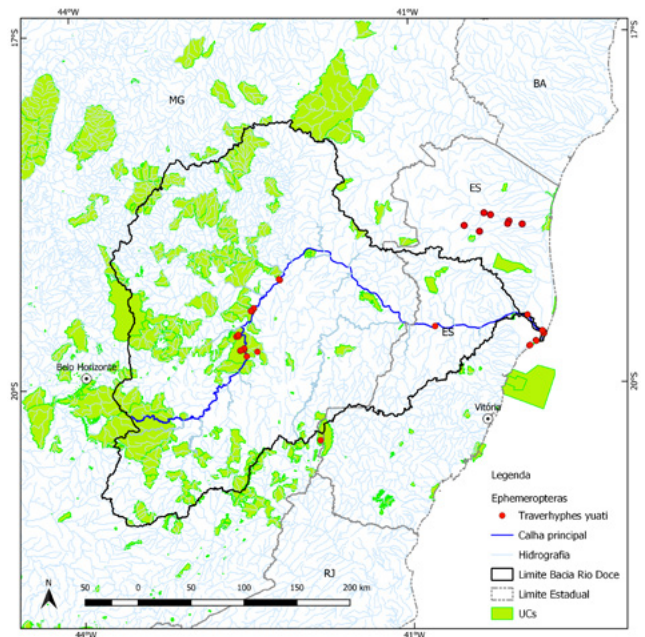 44°W 41°W
17°S 17°S
MG
BA
ES
Belo Horizonte
ES
20°S 20°S
Vitória
Legenda
Ephemeropteras
Traverhyphes yuati
Calha principal
Hidrografia
Limite Bacia Rio Doce
Limite Estadual
UCs
RJ
N
50 0 50 100 150 200 km
44°W 41°W